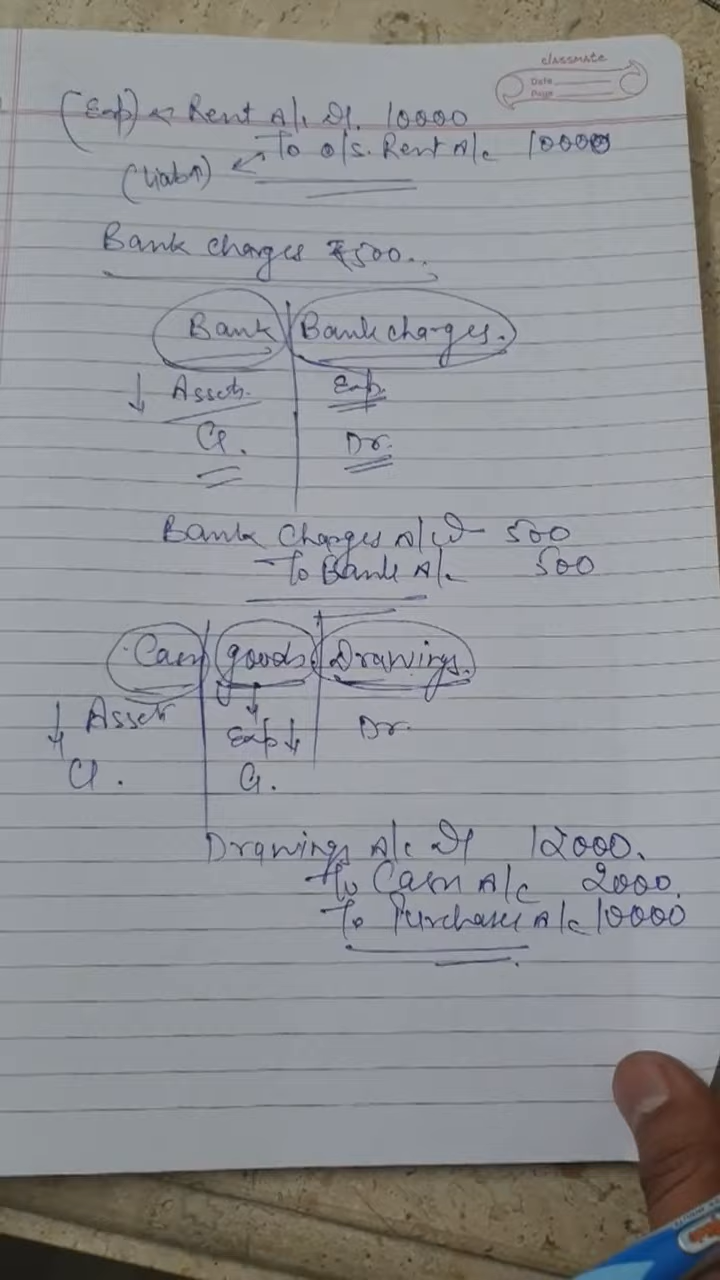 classmate
Date
Page
(Exp) ← Rent A/c Dr. 10000
To o/s. Rent A/c 10000
(Liab↑)
Bank charges ₹500..
Bank | Bank charges.
↓ Assets. | Exp.
Cr. | Dr.
Bank Charges A/c Dr 500
To Bank A/c 500
Cash | goods | Drawings.
↓ Assets | Exp↓ | Dr.
Cr. | Cr.
Drawings A/c Dr 12000.
To Cash A/c 2000.
To Purchases A/c 10000